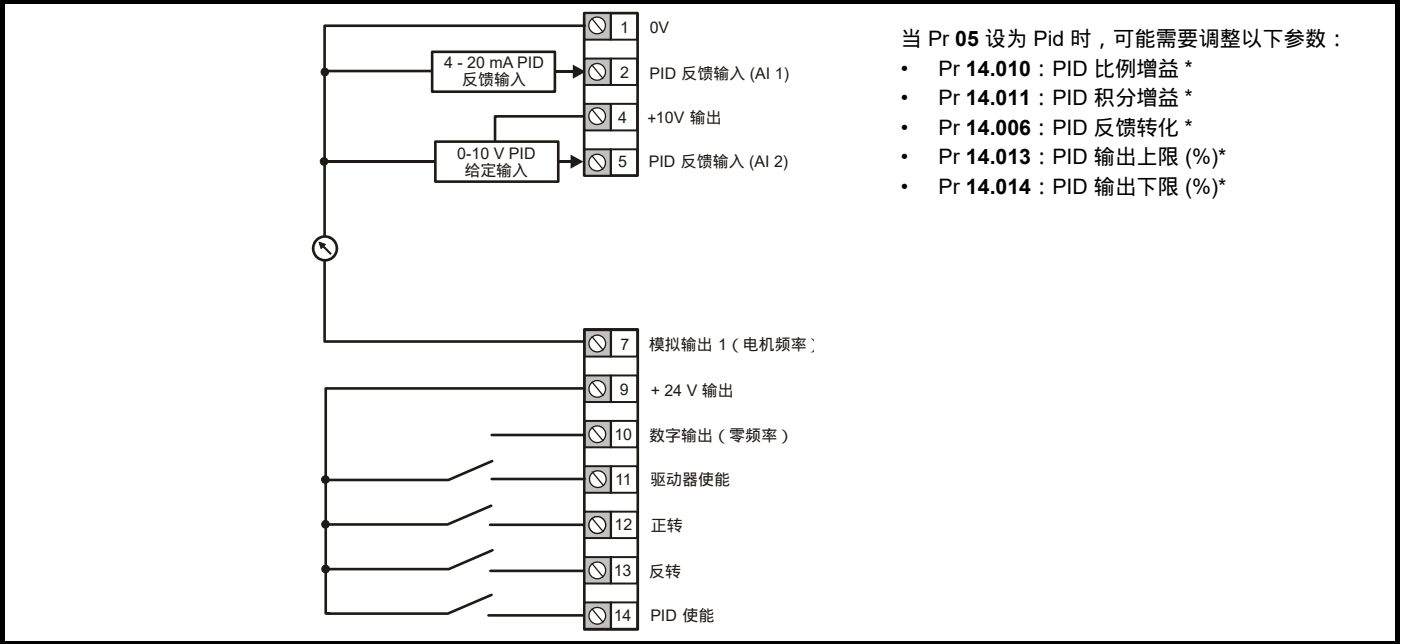 1 0V
4 - 20 mA PID
反馈输入
2 PID 反馈输入 (AI 1)
4 +10V 输出
0-10 V PID
给定输入
5 PID 反馈输入 (AI 2)
7 模拟输出 1（电机频率）
9 + 24 V 输出
10 数字输出（零频率）
11 驱动器使能
12 正转
13 反转
14 PID 使能
当 Pr 05 设为 Pid 时，可能需要调整以下参数：
• Pr 14.010：PID 比例增益 *
• Pr 14.011：PID 积分增益 *
• Pr 14.006：PID 反馈转化 *
• Pr 14.013：PID 输出上限 (%)*
• Pr 14.014：PID 输出下限 (%)*